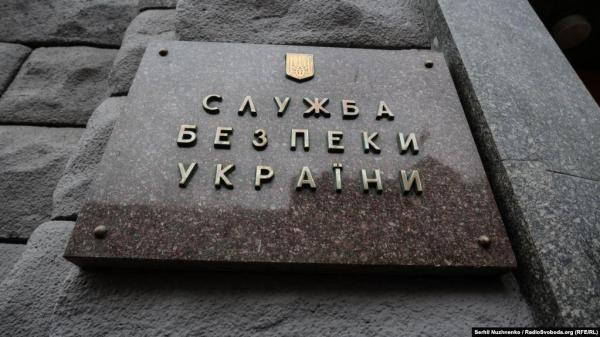 СЛУЖБА
БЕЗПЕКИ
УКРАЇНИ
Serhii Nuzhnenko / RadioSvoboda.org (RFE/RL)